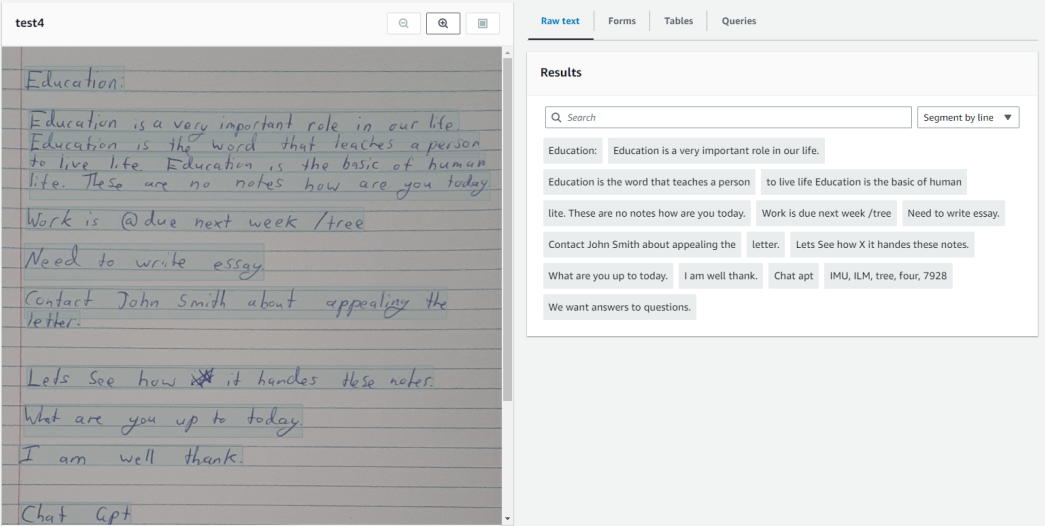 test4
Education:
Education is a very important role in our life.
Education is the word that teaches a person
to live life. Education is the basic of human
life. These are no notes how are you today
Work is @ due next week /tree
Need to write essay.
Contact John Smith about appealing the
letter.
Lets See how it handes these notes.
What are you up to today.
I am well thank.
Chat Gpt
Raw text Forms Tables Queries
Results
Search Segment by line
Education: Education is a very important role in our life.
Education is the word that teaches a person to live life Education is the basic of human
lite. These are no notes how are you today. Work is due next week /tree Need to write essay.
Contact John Smith about appealing the letter. Lets See how X it handes these notes.
What are you up to today. I am well thank. Chat apt IMU, ILM, tree, four, 7928
We want answers to questions.